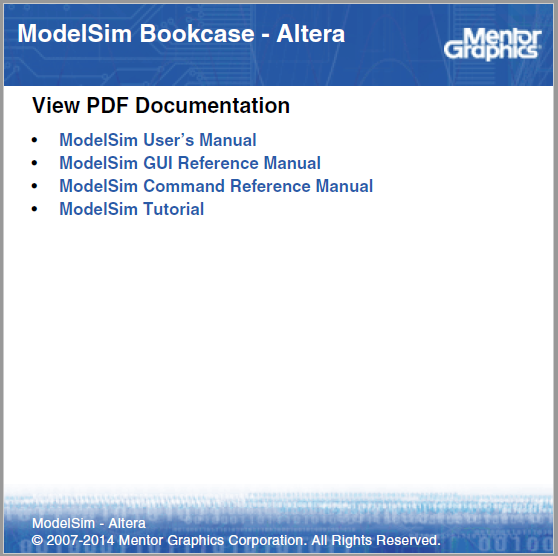 ModelSim Bookcase - Altera
Mentor
Graphics®
View PDF Documentation
• ModelSim User's Manual
• ModelSim GUI Reference Manual
• ModelSim Command Reference Manual
• ModelSim Tutorial
ModelSim - Altera
© 2007-2014 Mentor Graphics Corporation. All Rights Reserved.